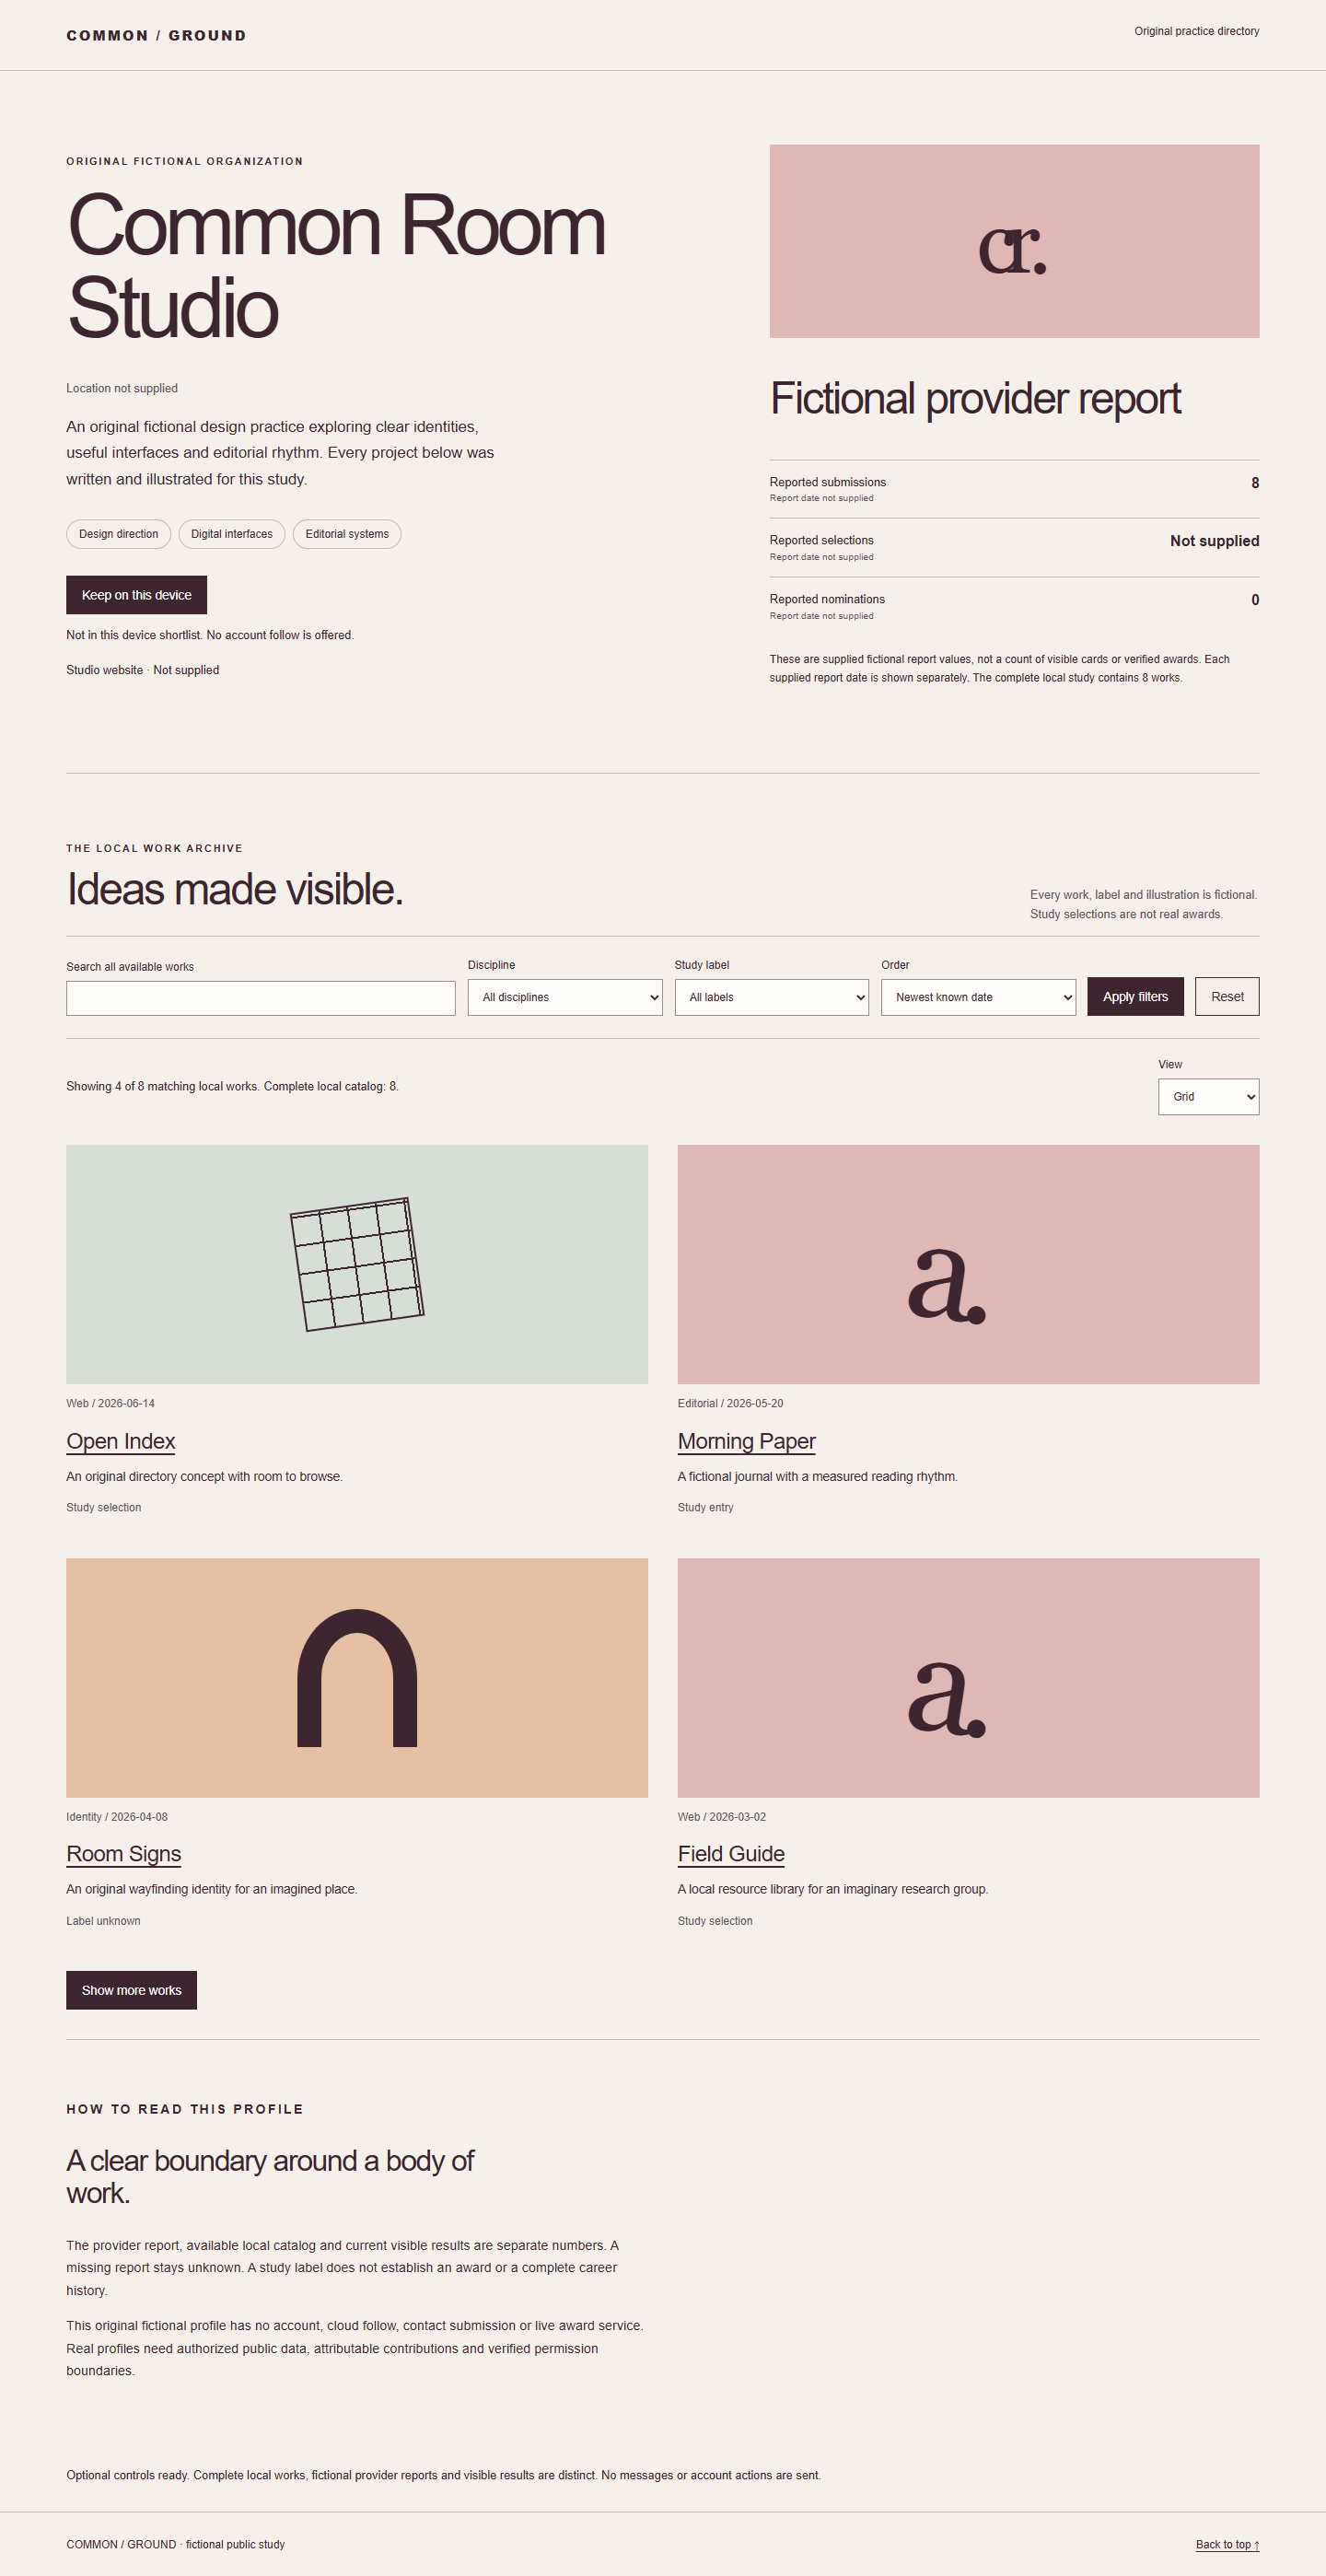 COMMON / GROUND
Original practice directory
ORIGINAL FICTIONAL ORGANIZATION
Common Room
Studio
Location not supplied
An original fictional design practice exploring clear identities,
useful interfaces and editorial rhythm. Every project below was
written and illustrated for this study.
Design direction
Digital interfaces
Editorial systems
Keep on this device
Not in this device shortlist. No account follow is offered.
Studio website · Not supplied
cr.
Fictional provider report
Reported submissions
8
Report date not supplied
Reported selections
Not supplied
Report date not supplied
Reported nominations
0
Report date not supplied
These are supplied fictional report values, not a count of visible cards or verified awards. Each
supplied report date is shown separately. The complete local study contains 8 works.
THE LOCAL WORK ARCHIVE
Ideas made visible.
Every work, label and illustration is fictional.
Study selections are not real awards.
Search all available works
Discipline
Study label
Order
All disciplines
All labels
Newest known date
Apply filters
Reset
Showing 4 of 8 matching local works. Complete local catalog: 8.
View
Grid
Web / 2026-06-14
Open Index
An original directory concept with room to browse.
Study selection
a.
Editorial / 2026-05-20
Morning Paper
A fictional journal with a measured reading rhythm.
Study entry
Identity / 2026-04-08
Room Signs
An original wayfinding identity for an imagined place.
Label unknown
a.
Web / 2026-03-02
Field Guide
A local resource library for an imaginary research group.
Study selection
Show more works
HOW TO READ THIS PROFILE
A clear boundary around a body of
work.
The provider report, available local catalog and current visible results are separate numbers. A
missing report stays unknown. A study label does not establish an award or a complete career
history.
This original fictional profile has no account, cloud follow, contact submission or live award service.
Real profiles need authorized public data, attributable contributions and verified permission
boundaries.
Optional controls ready. Complete local works, fictional provider reports and visible results are distinct. No messages or account actions are sent.
COMMON / GROUND · fictional public study
Back to top ↑